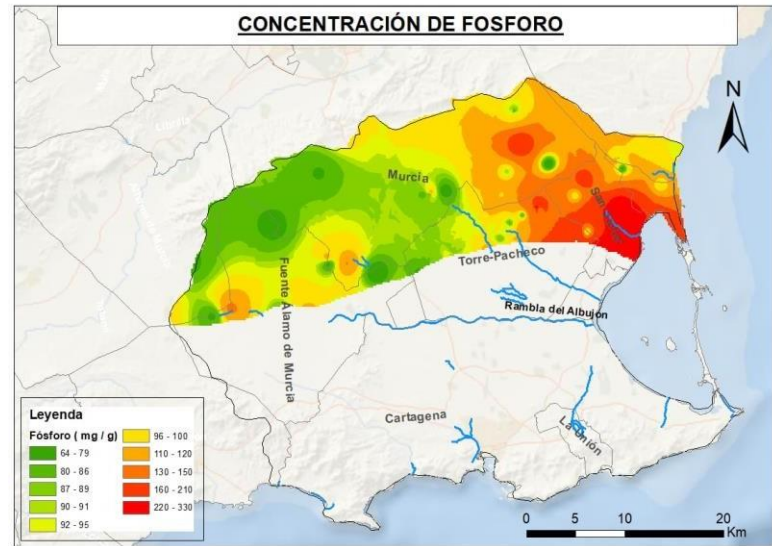 CONCENTRACIÓN DE FOSFORO
N
Murcia
Torre-Pacheco
Rambla del Albujón
Fuente Álamo de Murcia
Cartagena
La Unión
Leyenda
Fósforo ( mg / g)
64 - 79
80 - 86
87 - 89
90 - 91
92 - 95
96 - 100
110 - 120
130 - 150
160 - 210
220 - 330
0 5 10 20
Km